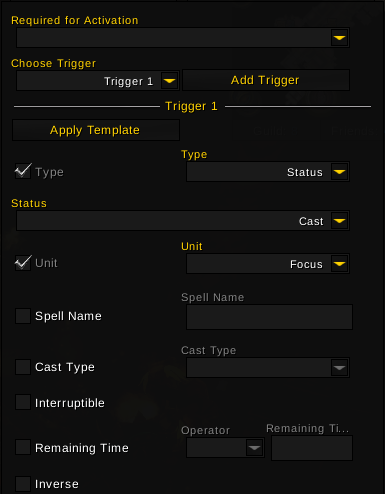 Required for Activation
Choose Trigger
Trigger 1 Add Trigger
Trigger 1
Apply Template
Type
Type Status
Status
Cast
Unit
Unit Focus
Spell Name
Spell Name
Cast Type
Cast Type
Interruptible
Operator Remaining Ti...
Remaining Time
Inverse